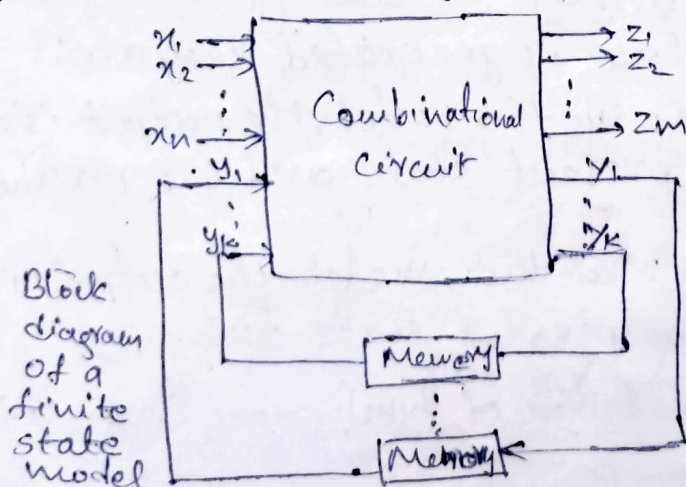 x1
x2
⋮
xn
y1
⋮
yk
Combinational
circuit
Z1
Z2
⋮
Zm
Y1
⋮
Yk
Memory
⋮
Memory
Block
diagram
of a
finite
state
model